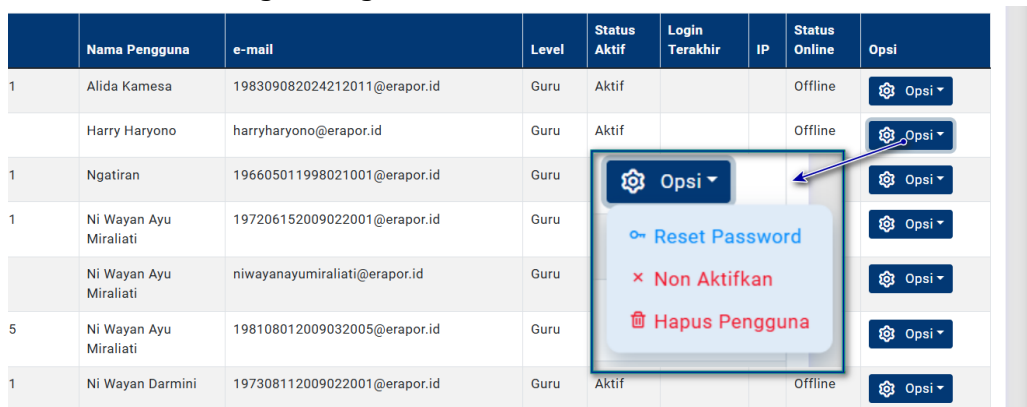 Nama Pengguna e-mail Level Status Aktif Login Terakhir IP Status Online Opsi
1 Alida Kamesa 198309082024212011@erapor.id Guru Aktif Offline Opsi
Harry Haryono harryharyono@erapor.id Guru Aktif Offline Opsi
1 Ngatiran 196605011998021001@erapor.id Guru Opsi
1 Ni Wayan Ayu Miraliati 197206152009022001@erapor.id Guru Opsi
Ni Wayan Ayu Miraliati niwayanayumiraliati@erapor.id Guru Opsi
5 Ni Wayan Ayu Miraliati 198108012009032005@erapor.id Guru Opsi
1 Ni Wayan Darmini 197308112009022001@erapor.id Guru Aktif Offline Opsi
Opsi
Reset Password
Non Aktifkan
Hapus Pengguna